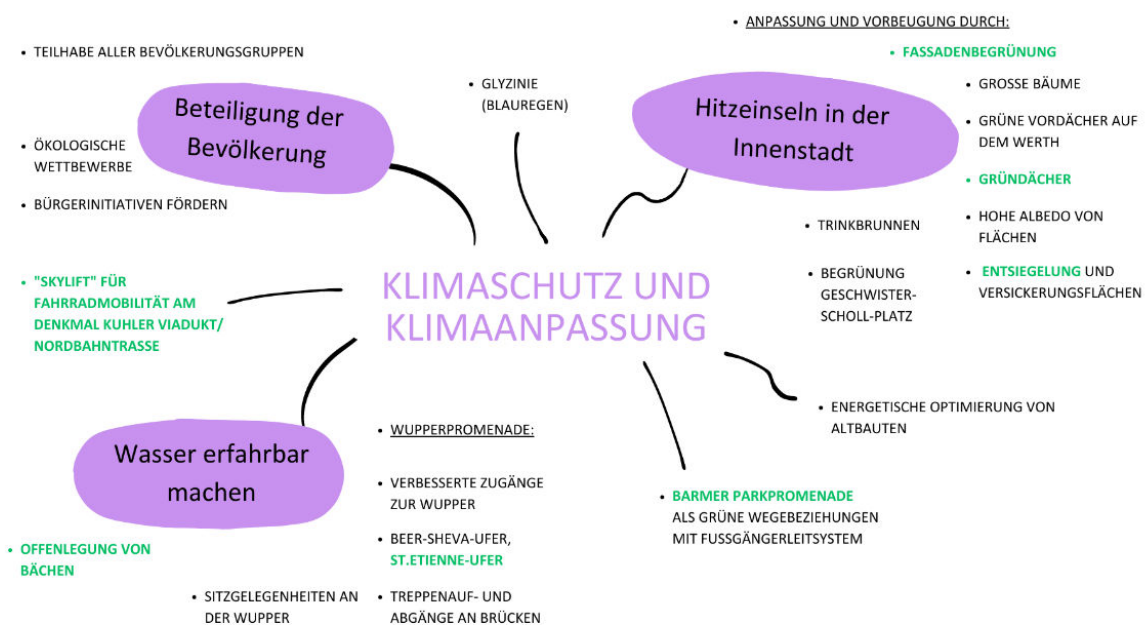 • ANPASSUNG UND VORBEUGUNG DURCH:
• TEILHABE ALLER BEVÖLKERUNGSGRUPPEN
• FASSADENBEGRÜNUNG
Beteiligung der
Bevölkerung
• GLYZINIE
(BLAUREGEN)
Hitzeinseln in der
Innenstadt
• GROSSE BÄUME
• GRÜNE VORDÄCHER AUF
DEM WERTH
• ÖKOLOGISCHE
WETTBEWERBE
• GRÜNDÄCHER
• BÜRGERINITIATIVEN FÖRDERN
• TRINKBRUNNEN
• HOHE ALBEDO VON
FLÄCHEN
• "SKYLIFT" FÜR
FAHRRADMOBILITÄT AM
DENKMAL KUHLER VIADUKT/
NORDBAHNTRASSE
KLIMASCHUTZ UND
KLIMAANPASSUNG
• BEGRÜNUNG
GESCHWISTER-
SCHOLL-PLATZ
• ENTSIEGELUNG UND
VERSICKERUNGSFLÄCHEN
• ENERGETISCHE OPTIMIERUNG VON
ALTBAUTEN
Wasser erfahrbar
machen
• WUPPERPROMENADE:
• VERBESSERTE ZUGÄNGE
ZUR WUPPER
• BARMER PARKPROMENADE
ALS GRÜNE WEGEBEZIEHUNGEN
MIT FUSSGÄNGERLEITSYSTEM
• OFFENLEGUNG VON
BÄCHEN
• BEER-SHEVA-UFER,
ST.ETIENNE-UFER
• SITZGELEGENHEITEN AN
DER WUPPER
• TREPPENAUF- UND
ABGÄNGE AN BRÜCKEN